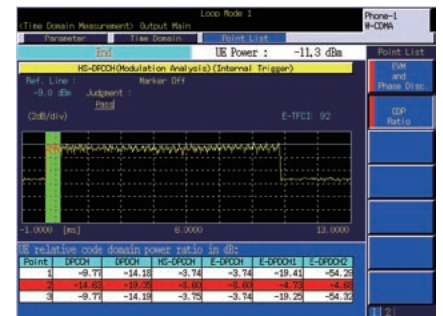 Loop Mode 1
<Time Domain Measurement> Output Main
Phone-1
W-CDMA
Parameter Time Domain Point List
End UE Power : -11.3 dBm Point List
HS-DPCCH(Modulation Analysis)(Internal Trigger)
EVM
and
Phase Disc.
Ref. Line : Marker Off
-9.0 dBm Judgment :
Pass
CDP
Ratio
(2dB/div) E-TFCI: 92
-1.0000 [ms] 6.0000 13.0000
UE relative code domain power ratio in dB:
Point DPCCH DPDCH HS-DPCCH E-DPCCH E-DPDCH1 E-DPDCH2
1 -9.77 -14.18 -3.74 -3.74 -19.41 -54.29
2 -14.63 -19.05 -8.60 -8.60 -4.73 -4.68
3 -9.77 -14.19 -3.75 -3.74 -19.25 -54.32
1 2